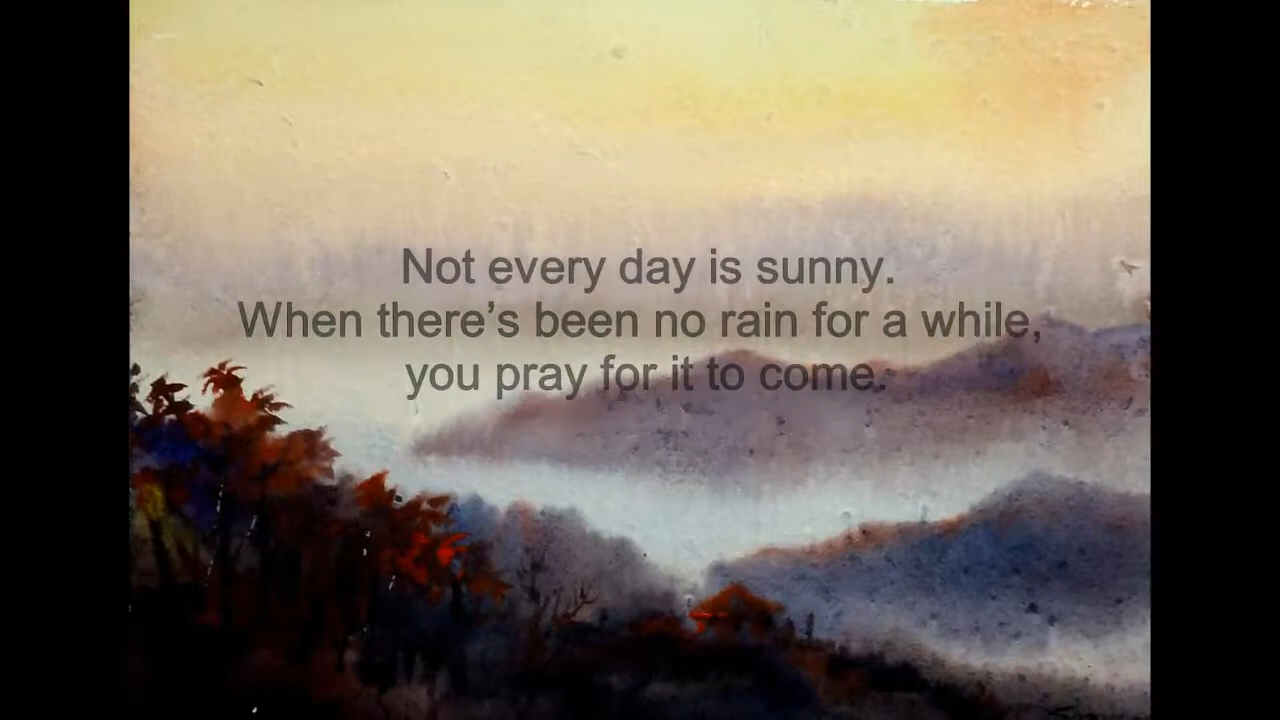 Not every day is sunny.
When there’s been no rain for a while,
you pray for it to come.